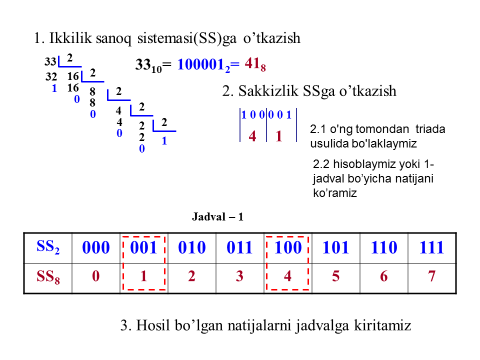 1. Ikkilik sanoq sistemasi(SS)ga o’tkazish
33 2
32 16 2
1 16 8 2
0 8 4 2
0 4 2 2
0 2 1
0
33₁₀= 100001₂= 41₈
2. Sakkizlik SSga o’tkazish
1 0 0 0 0 1
4 1
2.1 o'ng tomondan triada
usulida bo'laklaymiz
2.2 hisoblaymiz yoki 1-
jadval bo’yicha natijani
ko’ramiz
Jadval – 1
SS₂ 000 001 010 011 100 101 110 111
SS₈ 0 1 2 3 4 5 6 7
3. Hosil bo’lgan natijalarni jadvalga kiritamiz